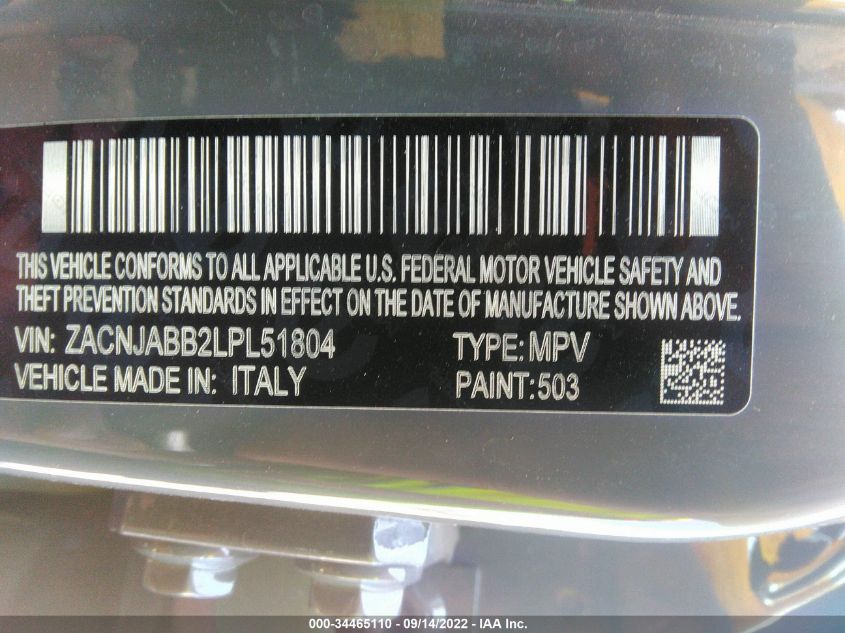 THIS VEHICLE CONFORMS TO ALL APPLICABLE U.S. FEDERAL MOTOR VEHICLE SAFETY AND
THEFT PREVENTION STANDARDS IN EFFECT ON THE DATE OF MANUFACTURE SHOWN ABOVE.
VIN: ZACNJABB2LPL51804 TYPE: MPV
VEHICLE MADE IN: ITALY PAINT:503
000-34465110 - 09/14/2022 - IAA Inc.